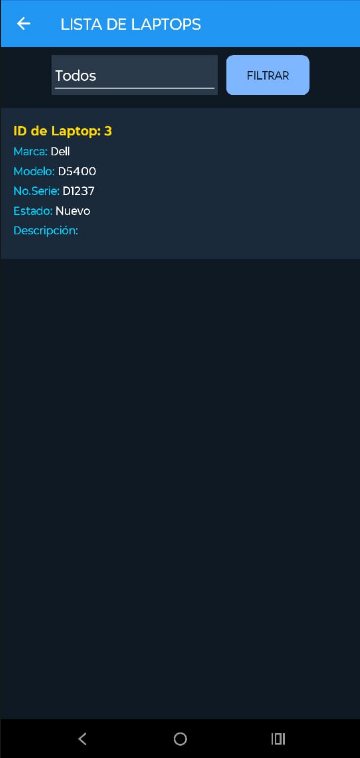 LISTA DE LAPTOPS
Todos
FILTRAR
ID de Laptop: 3
Marca: Dell
Modelo: D5400
No.Serie: D1237
Estado: Nuevo
Descripción: